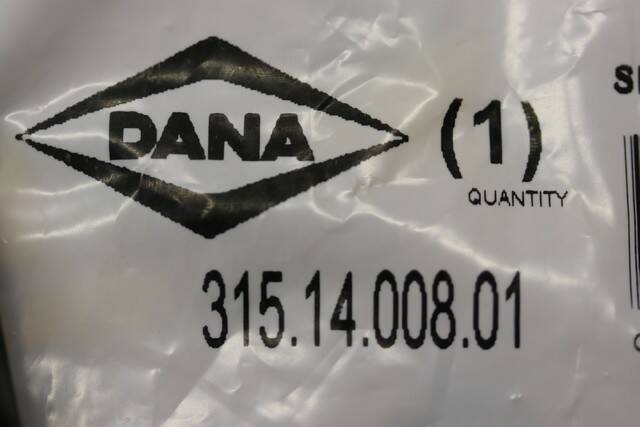 DANA
(1)
QUANTITY
315.14.008.01